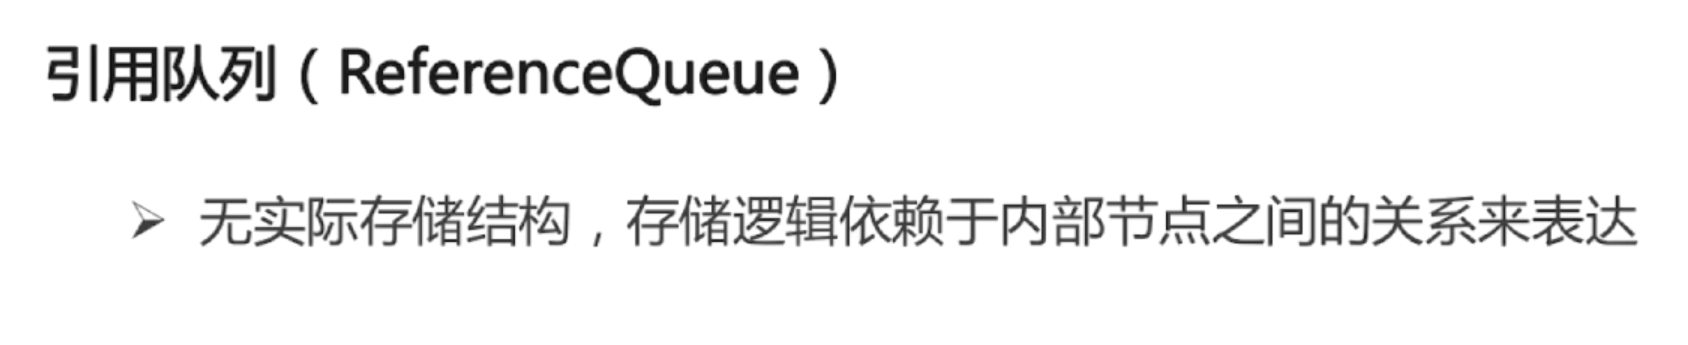 引用队列（ReferenceQueue）
➢ 无实际存储结构，存储逻辑依赖于内部节点之间的关系来表达